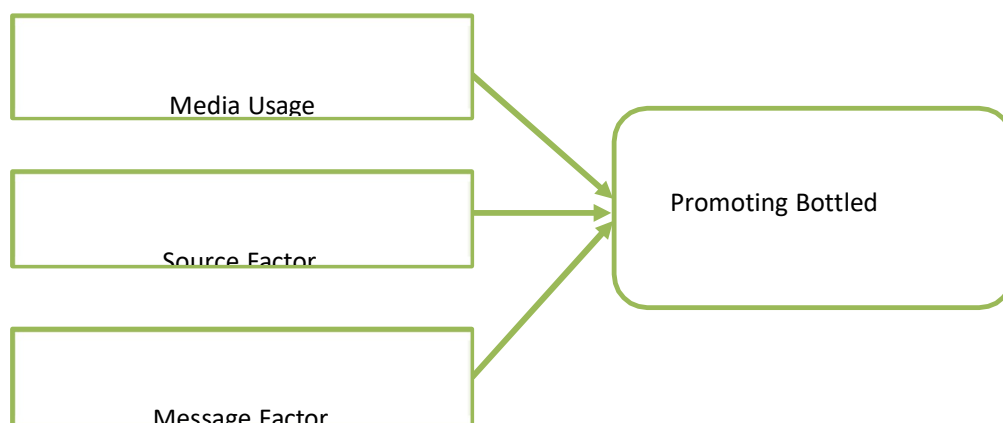 Media Usage
Promoting Bottled
Source Factor
Message Factor